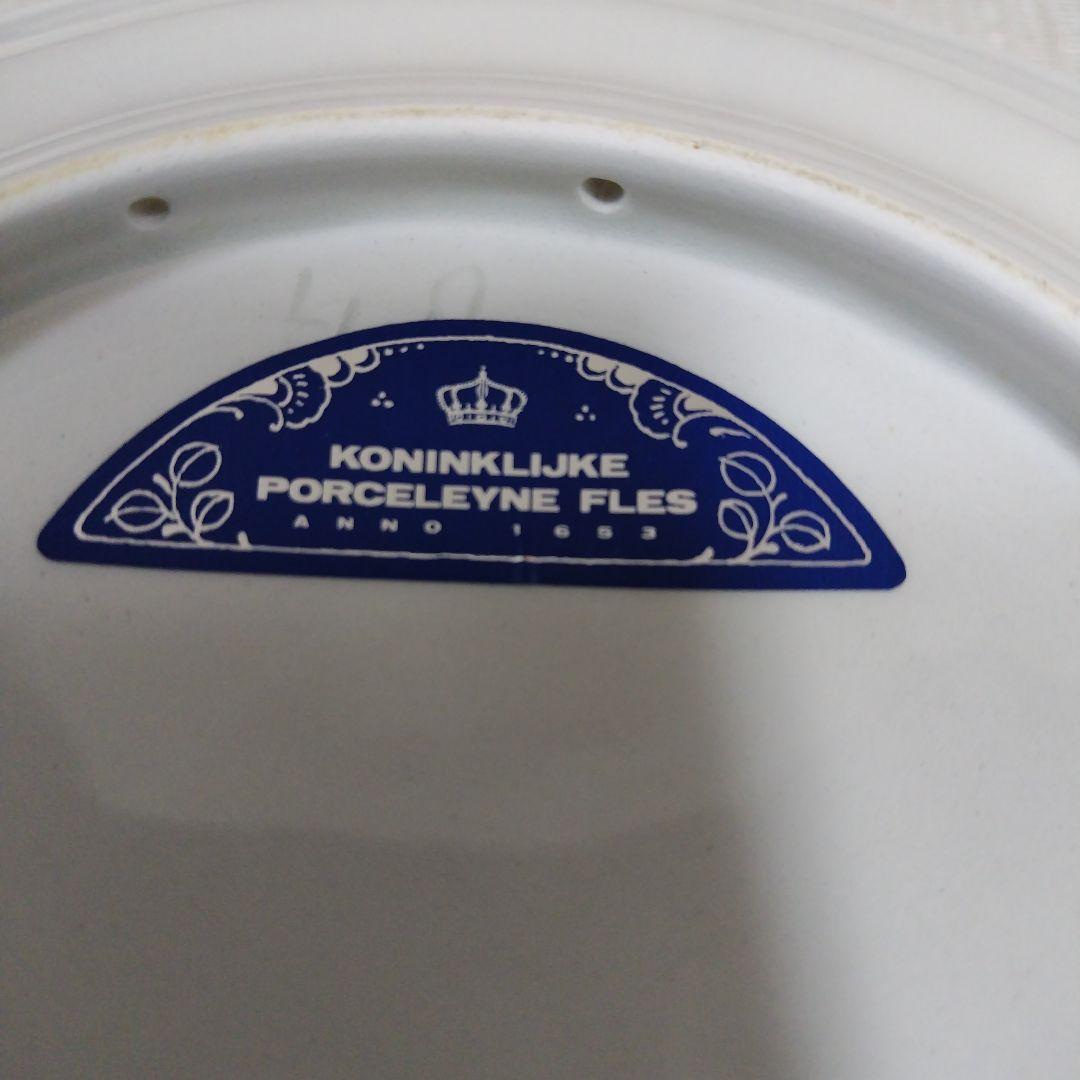 KONINKLIJKE
PORCELEYNE FLES
ANNO 1653